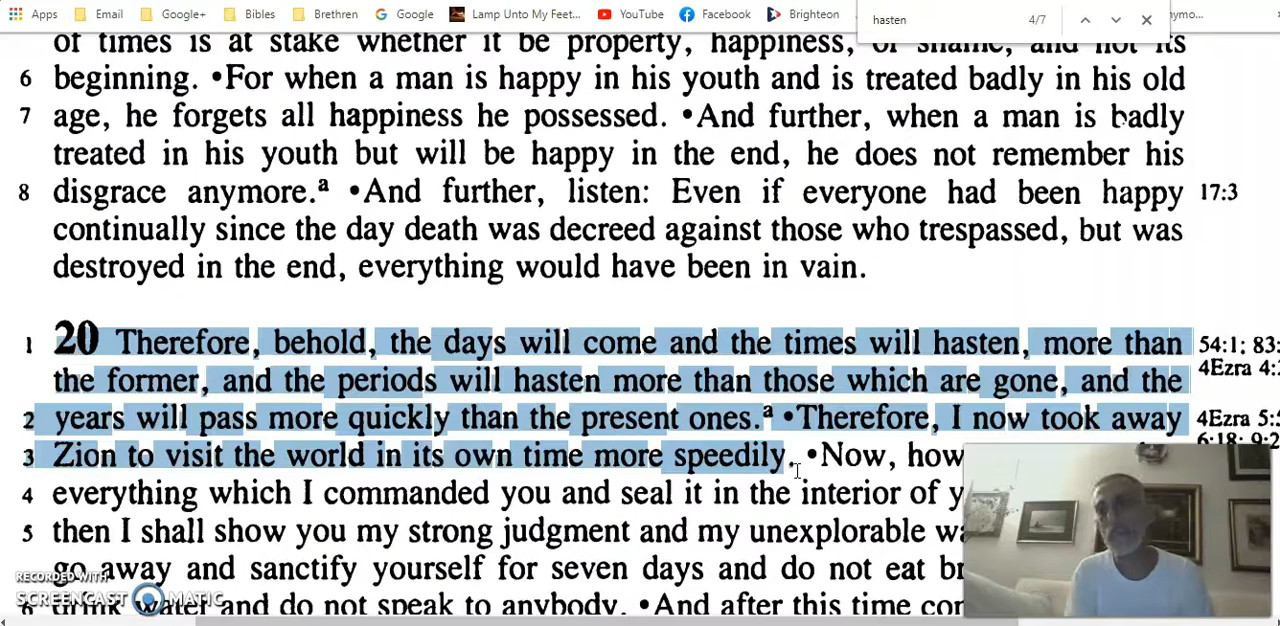 Apps Email Google+ Bibles Brethren Google Lamp Unto My Feet... YouTube Facebook Brighteon hasten 4/7 ymo...
of times is at stake whether it be property, happiness, or shame, and not its
6 beginning. •For when a man is happy in his youth and is treated badly in his old
7 age, he forgets all happiness he possessed. •And further, when a man is badly
treated in his youth but will be happy in the end, he does not remember his
8 disgrace anymore.ª •And further, listen: Even if everyone had been happy 17:3
continually since the day death was decreed against those who trespassed, but was
destroyed in the end, everything would have been in vain.
1 20 Therefore, behold, the days will come and the times will hasten, more than 54:1; 83:
the former, and the periods will hasten more than those which are gone, and the 4Ezra 4:
2 years will pass more quickly than the present ones.ª •Therefore, I now took away 4Ezra 5:
6:18; 9:2
3 Zion to visit the world in its own time more speedily. •Now, how
4 everything which I commanded you and seal it in the interior of y
5 then I shall show you my strong judgment and my unexplorable wa
go away and sanctify yourself for seven days and do not eat br
6 drink water and do not speak to anybody. •And after this time com
RECORDED WITH
SCREENCAST MATIC